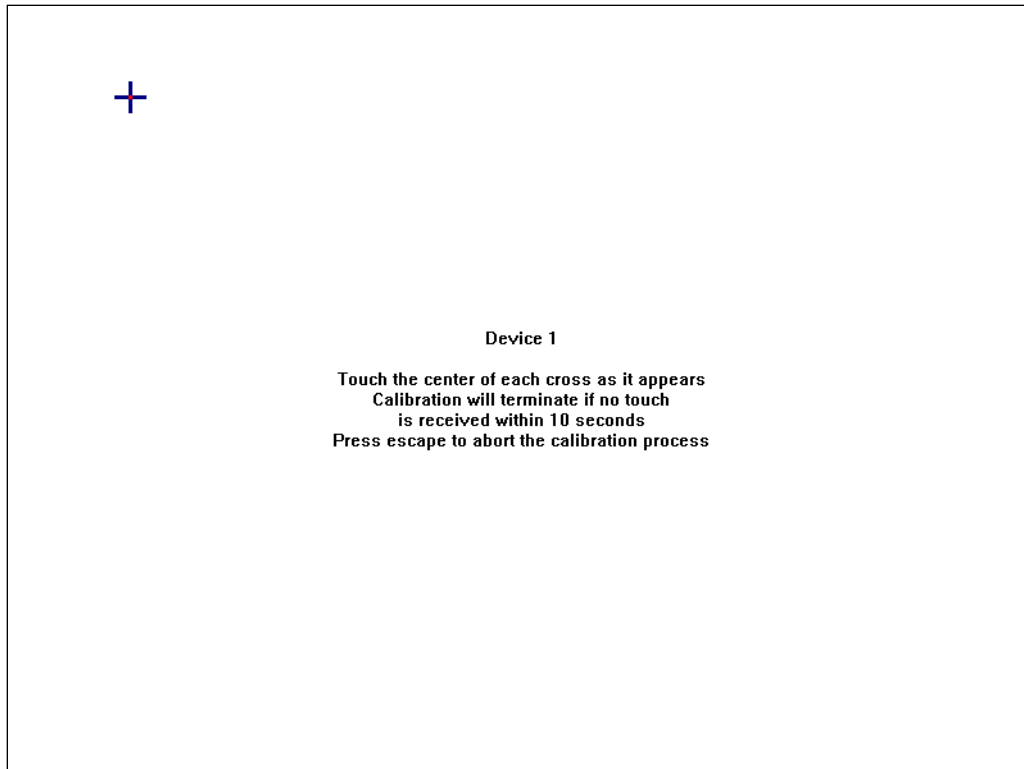 Device 1
Touch the center of each cross as it appears
Calibration will terminate if no touch
is received within 10 seconds
Press escape to abort the calibration process